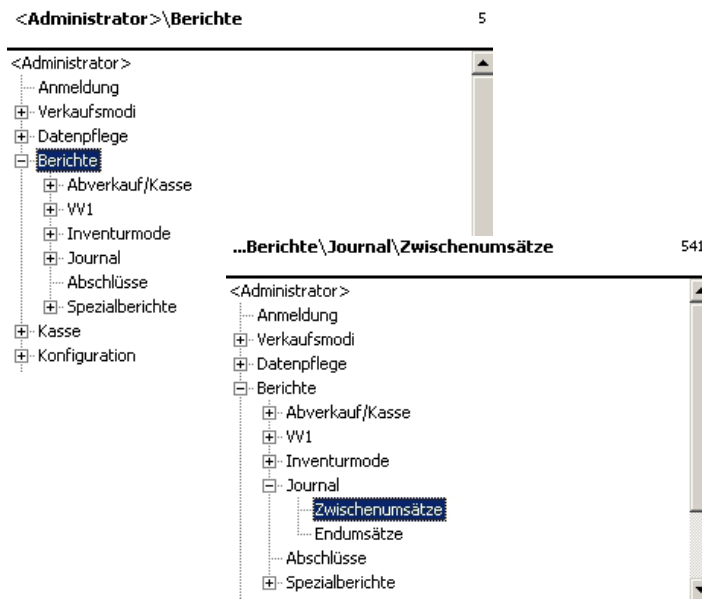 <Administrator>\Berichte 5
<Administrator>
Anmeldung
Verkaufsmodi
Datenpflege
Berichte
Abverkauf/Kasse
VV1
Inventurmode
Journal
Abschlüsse
Spezialberichte
Kasse
Konfiguration
...Berichte\Journal\Zwischenumsätze 541
<Administrator>
Anmeldung
Verkaufsmodi
Datenpflege
Berichte
Abverkauf/Kasse
VV1
Inventurmode
Journal
Zwischenumsätze
Endumsätze
Abschlüsse
Spezialberichte